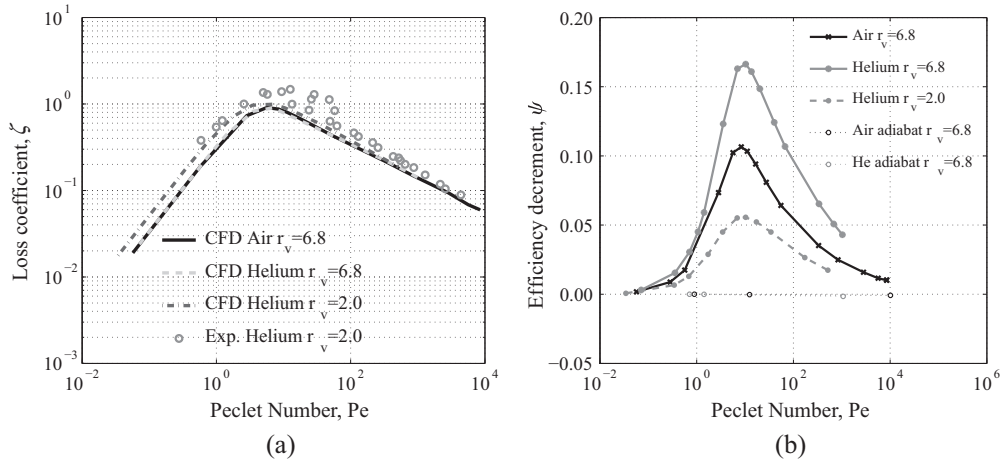 10^1
10^0
10^-1
10^-2
10^-3
Loss coefficient, ζ
CFD Air r_v=6.8
CFD Helium r_v=6.8
CFD Helium r_v=2.0
Exp. Helium r_v=2.0
10^-2 10^0 10^2 10^4
Peclet Number, Pe
(a)
0.20
0.15
0.10
0.05
0.00
−0.05
Efficiency decrement, ψ
Air r_v=6.8
Helium r_v=6.8
Helium r_v=2.0
Air adiabat r_v=6.8
He adiabat r_v=6.8
10^-2 10^0 10^2 10^4 10^6
Peclet Number, Pe
(b)